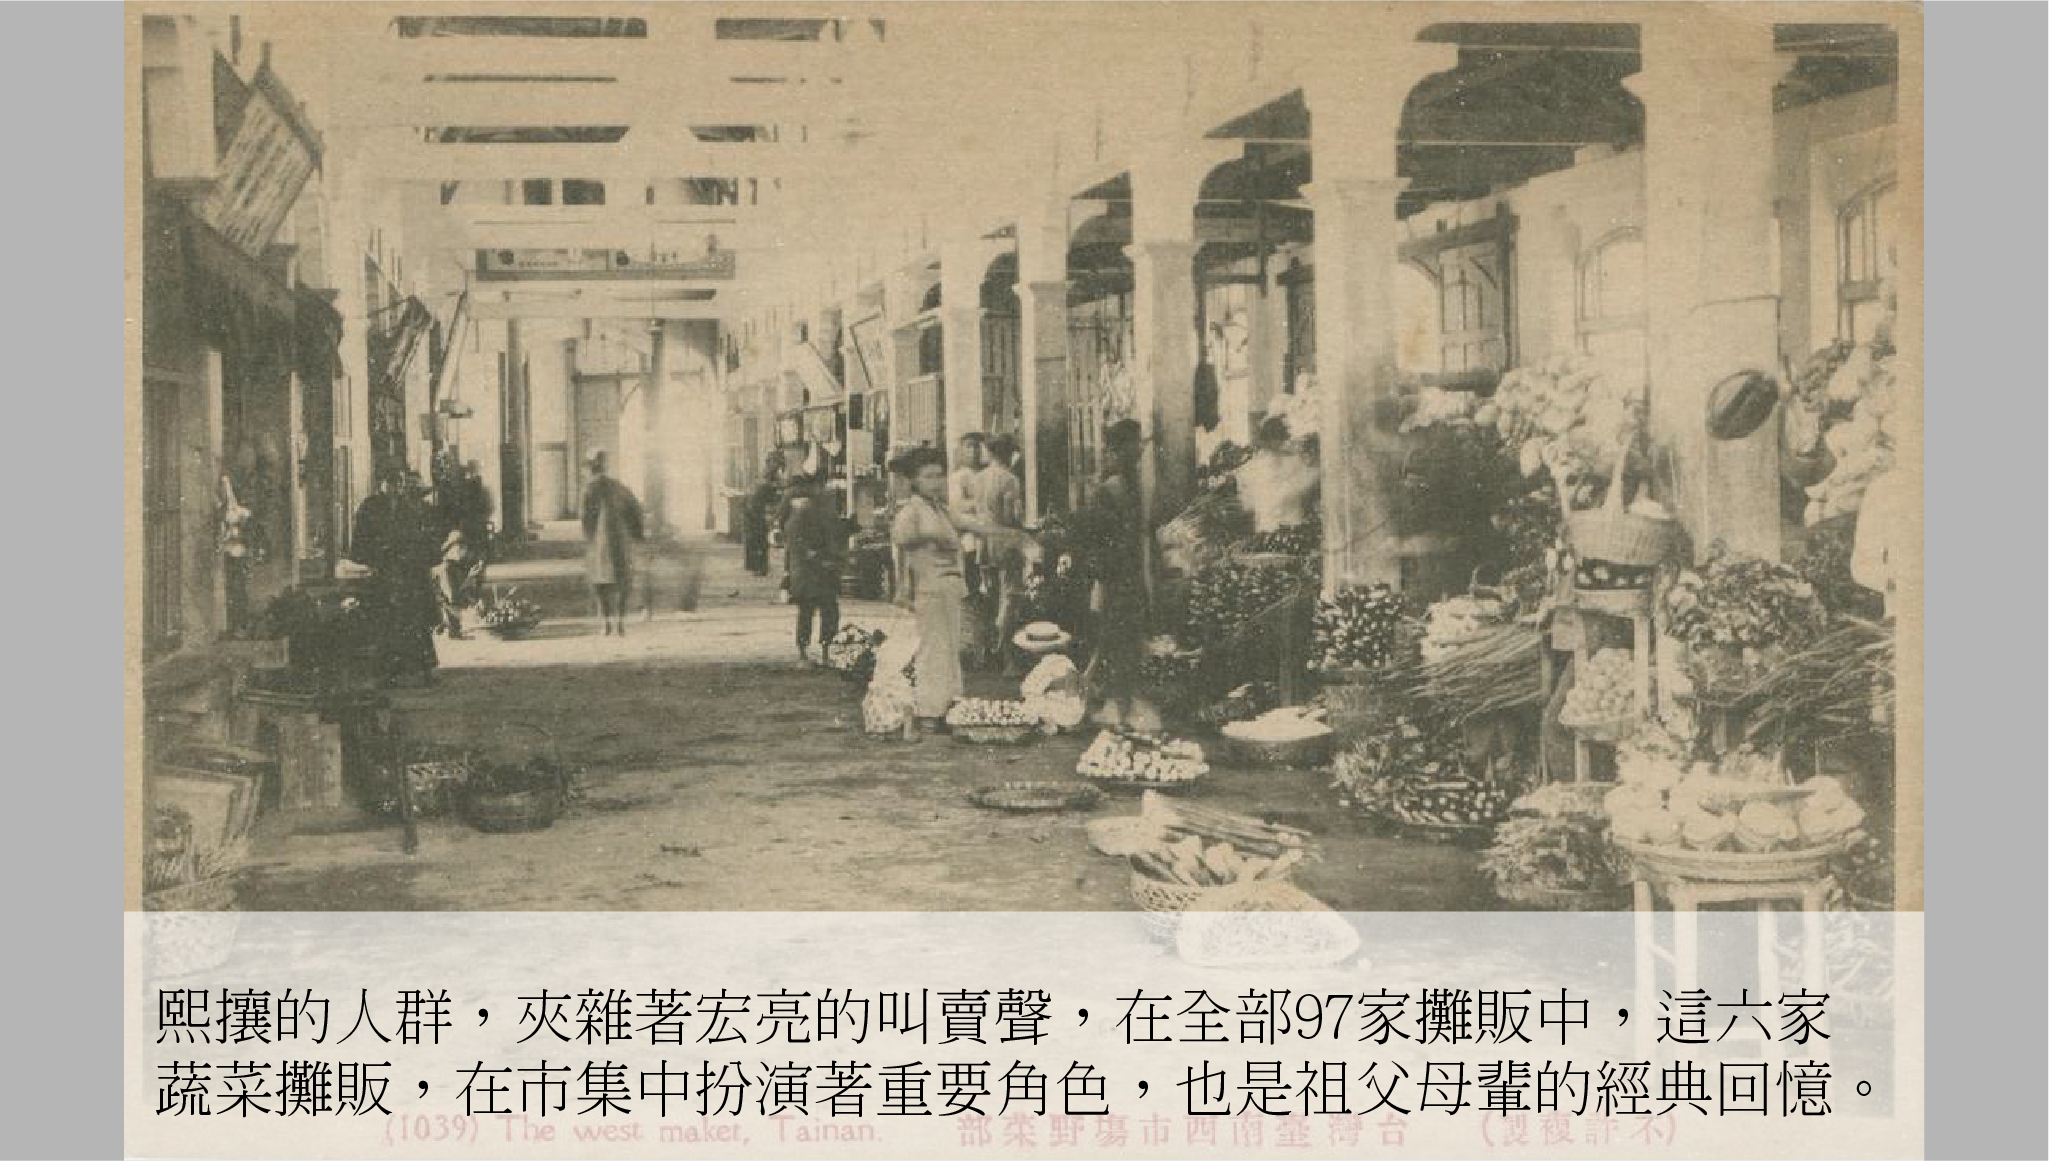 熙攘的人群，夾雜著宏亮的叫賣聲，在全部97家攤販中，這六家
蔬菜攤販，在市集中扮演著重要角色，也是祖父母輩的經典回憶。
(1039) The west maket, Tainan. 部菜野塲市西南臺灣台 (製複許不)